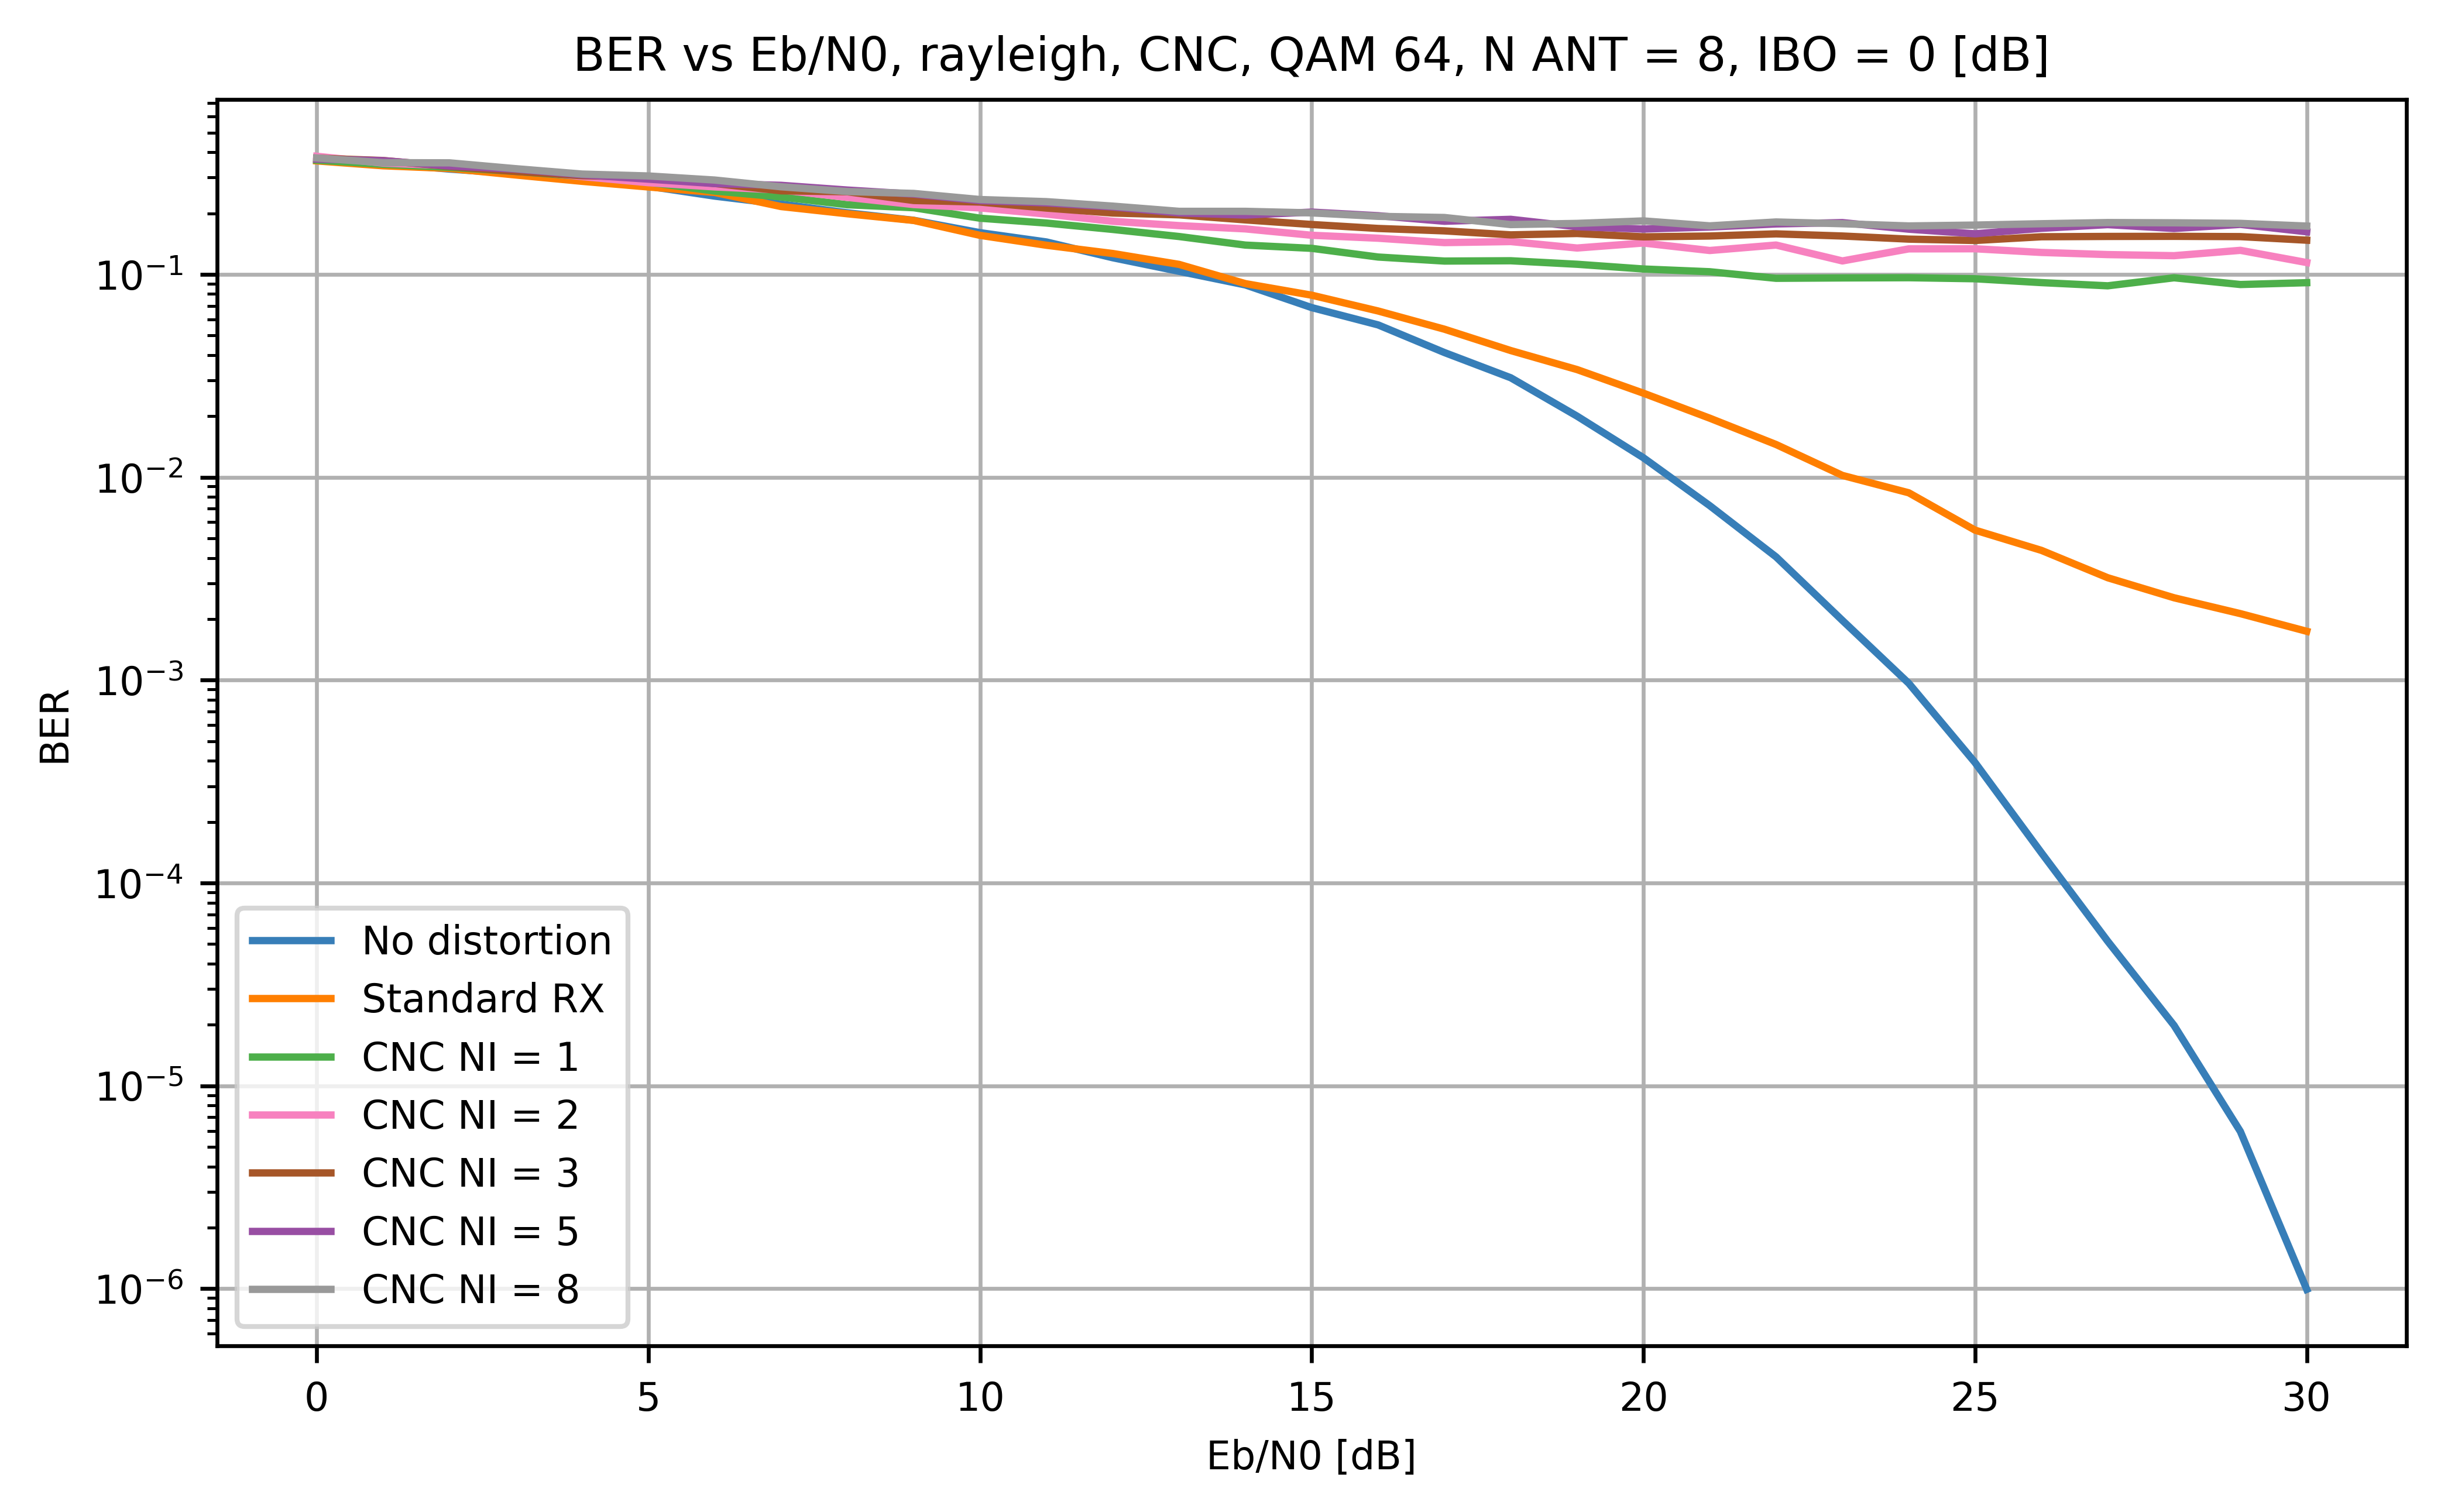 BER vs Eb/N0, rayleigh, CNC, QAM 64, N ANT = 8, IBO = 0 [dB]
BER
10⁻¹
10⁻²
10⁻³
10⁻⁴
10⁻⁵
10⁻⁶
No distortion
Standard RX
CNC NI = 1
CNC NI = 2
CNC NI = 3
CNC NI = 5
CNC NI = 8
0 5 10 15 20 25 30
Eb/N0 [dB]